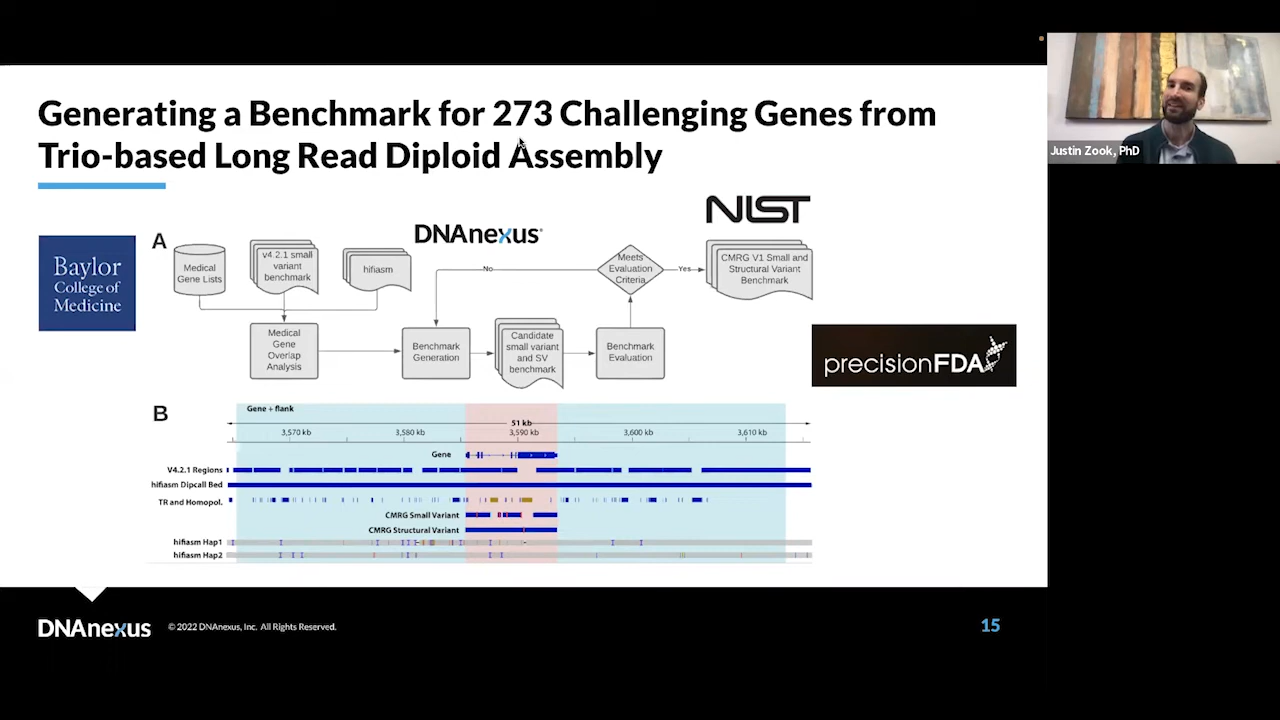 Generating a Benchmark for 273 Challenging Genes from
Trio-based Long Read Diploid Assembly
Justin Zook, PhD
Baylor
College of
Medicine
A
DNAnexus
NIST
Medical
Gene Lists
v4.2.1 small
variant
benchmark
hifiasm
No
Meets
Evaluation
Criteria
Yes
CMRG V1 Small and
Structural Variant
Benchmark
Medical
Gene
Overlap
Analysis
Benchmark
Generation
Candidate
small variant
and SV
benchmark
Benchmark
Evaluation
precisionFDA
B
Gene + flank
51 kb
3,570 kb
3,580 kb
3,590 kb
3,600 kb
3,610 kb
Gene
V4.2.1 Regions
hifiasm Dipcall Bed
TR and Homopol.
CMRG Small Variant
CMRG Structural Variant
hifiasm Hap1
hifiasm Hap2
DNAnexus
© 2022 DNAnexus, Inc. All Rights Reserved.
15